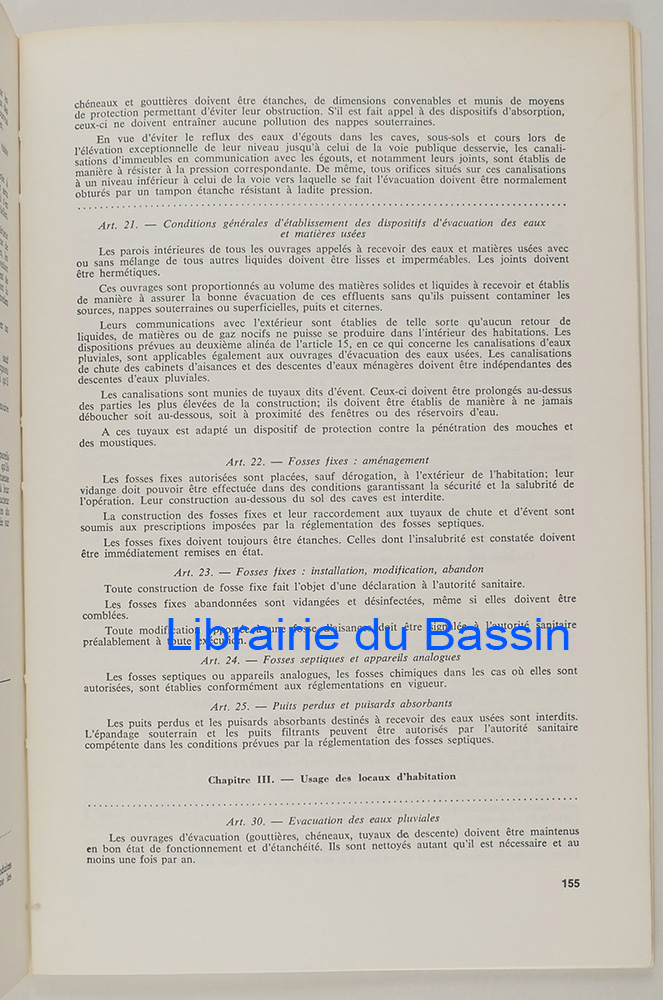 chéneaux et gouttières doivent être étanches, de dimensions convenables et munis de moyens
de protection permettant d'éviter leur obstruction. S'il est fait appel à des dispositifs d'absorption,
ceux-ci ne doivent entraîner aucune pollution des nappes souterraines.
En vue d'éviter le reflux des eaux d'égouts dans les caves, sous-sols et cours lors de
l'élévation exceptionnelle de leur niveau jusqu'à celui de la voie publique desservie, les canali-
sations d'immeubles en communication avec les égouts, et notamment leurs joints, sont établis de
manière à résister à la pression correspondante. De même, tous orifices situés sur ces canalisations
à un niveau inférieur à celui de la voie vers laquelle se fait l'évacuation doivent être normalement
obturés par un tampon étanche résistant à ladite pression.
Art. 21. — Conditions générales d'établissement des dispositifs d'évacuation des eaux
et matières usées
Les parois intérieures de tous les ouvrages appelés à recevoir des eaux et matières usées avec
ou sans mélange de tous autres liquides doivent être lisses et imperméables. Les joints doivent
être hermétiques.
Ces ouvrages sont proportionnés au volume des matières solides et liquides à recevoir et établis
de manière à assurer la bonne évacuation de ces effluents sans qu'ils puissent contaminer les
sources, nappes souterraines ou superficielles, puits et citernes.
Leurs communications avec l'extérieur sont établies de telle sorte qu'aucun retour de
liquides, de matières ou de gaz nocifs ne puisse se produire dans l'intérieur des habitations. Les
dispositions prévues au deuxième alinéa de l'article 15, en ce qui concerne les canalisations d'eaux
pluviales, sont applicables également aux ouvrages d'évacuation des eaux usées. Les canalisations
de chute des cabinets d'aisances et des descentes d'eaux ménagères doivent être indépendantes des
descentes d'eaux pluviales.
Les canalisations sont munies de tuyaux dits d'évent. Ceux-ci doivent être prolongés au-dessus
des parties les plus élevées de la construction; ils doivent être établis de manière à ne jamais
déboucher soit au-dessous, soit à proximité des fenêtres ou des réservoirs d'eau.
A ces tuyaux est adapté un dispositif de protection contre la pénétration des mouches et
des moustiques.
Art. 22. — Fosses fixes : aménagement
Les fosses fixes autorisées sont placées, sauf dérogation, à l'extérieur de l'habitation; leur
vidange doit pouvoir être effectuée dans des conditions garantissant la sécurité et la salubrité de
l'opération. Leur construction au-dessous du sol des caves est interdite.
La construction des fosses fixes et leur raccordement aux tuyaux de chute et d'évent sont
soumis aux prescriptions imposées par la réglementation des fosses septiques.
Les fosses fixes doivent toujours être étanches. Celles dont l'insalubrité est constatée doivent
être immédiatement remises en état.
Art. 23. — Fosses fixes : installation, modification, abandon
Toute construction de fosse fixe fait l'objet d'une déclaration à l'autorité sanitaire.
Les fosses fixes abandonnées sont vidangées et désinfectées, même si elles doivent être
comblées.
Toute modification apportée à une fosse d'aisances doit être signalée à l'autorité sanitaire
préalablement à toute exécution.
Librairie du Bassin
Art. 24. — Fosses septiques et appareils analogues
Les fosses septiques ou appareils analogues, les fosses chimiques dans les cas où elles sont
autorisées, sont établies conformément aux réglementations en vigueur.
Art. 25. — Puits perdus et puisards absorbants
Les puits perdus et les puisards absorbants destinés à recevoir des eaux usées sont interdits.
L'épandage souterrain et les puits filtrants peuvent être autorisés par l'autorité sanitaire
compétente dans les conditions prévues par la réglementation des fosses septiques.
Chapitre III. — Usage des locaux d'habitation
Art. 30. — Evacuation des eaux pluviales
Les ouvrages d'évacuation (gouttières, chéneaux, tuyaux de descente) doivent être maintenus
en bon état de fonctionnement et d'étanchéité. Ils sont nettoyés autant qu'il est nécessaire et au
moins une fois par an.
155